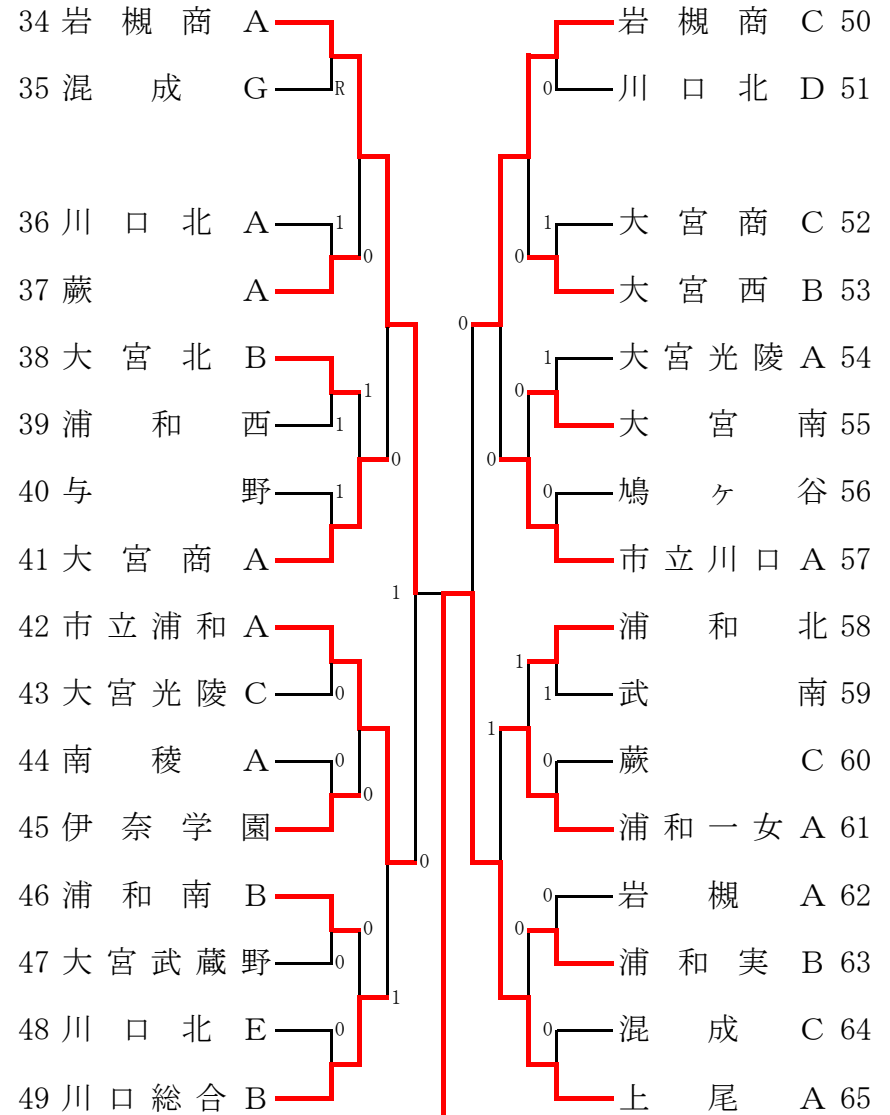 34 岩槻商 A
35 混成 G
R
36 川口北 A
1
0
37 蕨 A
38 大宮北 B
1
39 浦和西
1
0
40 与野
1
41 大宮商 A
1
42 市立浦和 A
43 大宮光陵 C
0
44 南稜 A
0
0
45 伊奈学園
0
46 浦和南 B
0
47 大宮武蔵野
0
1
48 川口北 E
0
49 川口総合 B
岩槻商 C 50
0
川口北 D 51
1
大宮商 C 52
0
大宮西 B 53
0
1
大宮光陵 A 54
0
大宮南 55
0
0
鳩ヶ谷 56
市立川口 A 57
浦和北 58
1
1
武南 59
1
0
蕨 C 60
浦和一女 A 61
0
岩槻 A 62
0
浦和実 B 63
0
混成 C 64
上尾 A 65